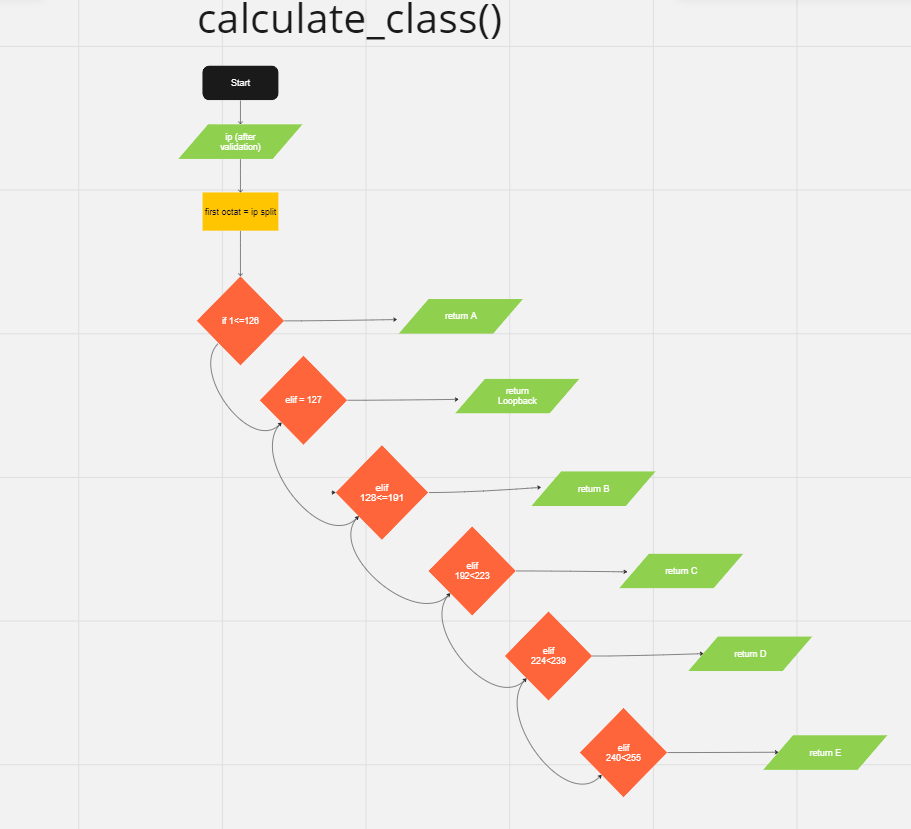 calculate_class()
Start
ip (after
validation)
first octat = ip split
if 1<=126
return A
elif = 127
return
Loopback
elif
128<=191
return B
elif
192<223
return C
elif
224<239
return D
elif
240<255
return E